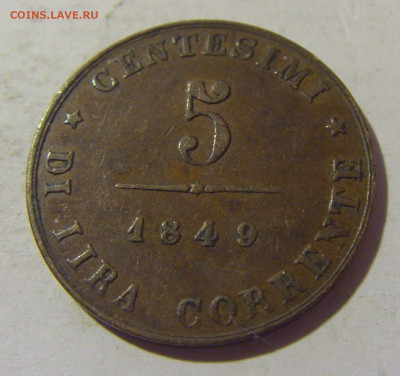 COINS.LAVE.RU
★ CENTESIMI ★
5
1849
DI LIRA CORRENTE